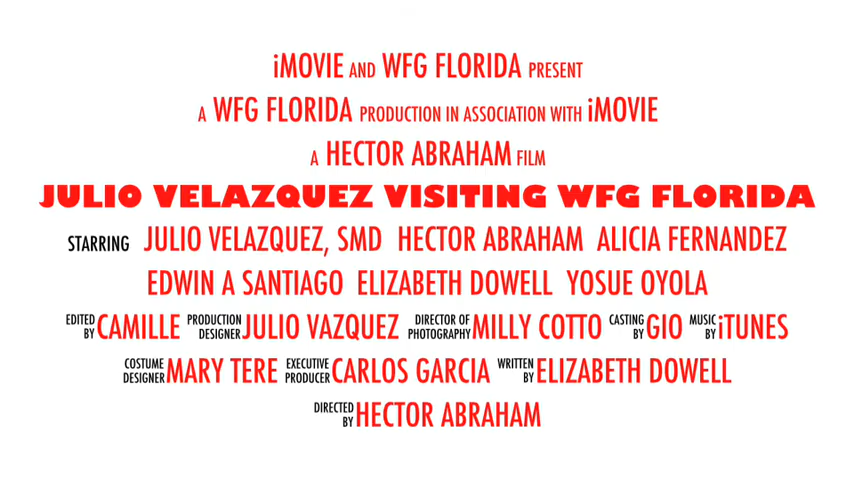 iMOVIE AND WFG FLORIDA PRESENT
A WFG FLORIDA PRODUCTION IN ASSOCIATION WITH iMOVIE
A HECTOR ABRAHAM FILM
JULIO VELAZQUEZ VISITING WFG FLORIDA
STARRING JULIO VELAZQUEZ, SMD HECTOR ABRAHAM ALICIA FERNANDEZ
EDWIN A SANTIAGO ELIZABETH DOWELL YOSUE OYOLA
EDITED BY CAMILLE PRODUCTION DESIGNER JULIO VAZQUEZ DIRECTOR OF PHOTOGRAPHY MILLY COTTO CASTING BY GIO MUSIC BY iTUNES
COSTUME DESIGNER MARY TERE EXECUTIVE PRODUCER CARLOS GARCIA WRITTEN BY ELIZABETH DOWELL
DIRECTED BY HECTOR ABRAHAM